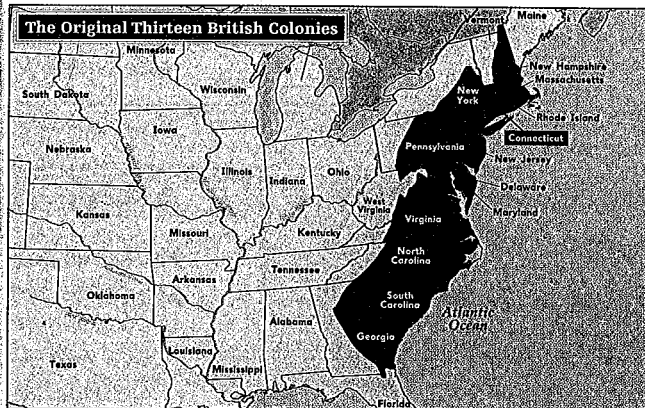 The Original Thirteen British Colonies
Vermont
Maine
Minnesota
New Hampshire
Massachusetts
Wisconsin
South Dakota
New
York
Rhode Island
Iowa
Connecticut
Nebraska
Pennsylvania
New Jersey
Illinois
Indiana
Ohio
Delaware
West
Virginia
Maryland
Kansas
Virginia
Missouri
Kentucky
North
Carolina
Tennessee
Arkansas
Oklahoma
South
Carolina
Atlantic
Ocean
Alabama
Georgia
Louisiana
Texas
Mississippi
Florida